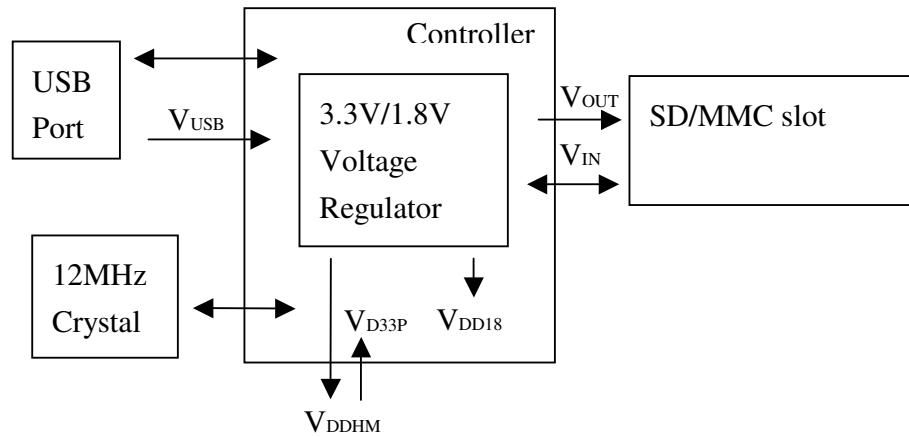 Controller
USB
Port
VUSB
3.3V/1.8V
Voltage
Regulator
VOUT
VIN
SD/MMC slot
12MHz
Crystal
VD33P
VDD18
VDDHM